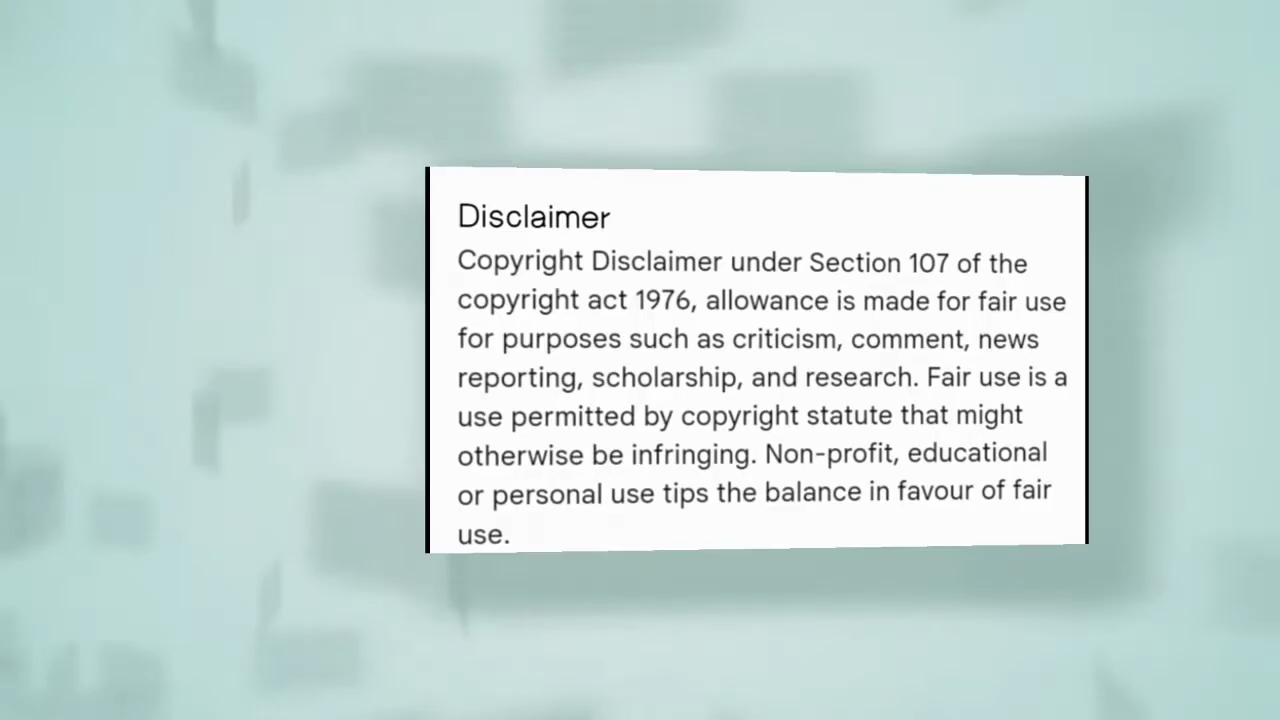 Disclaimer
Copyright Disclaimer under Section 107 of the
copyright act 1976, allowance is made for fair use
for purposes such as criticism, comment, news
reporting, scholarship, and research. Fair use is a
use permitted by copyright statute that might
otherwise be infringing. Non-profit, educational
or personal use tips the balance in favour of fair
use.